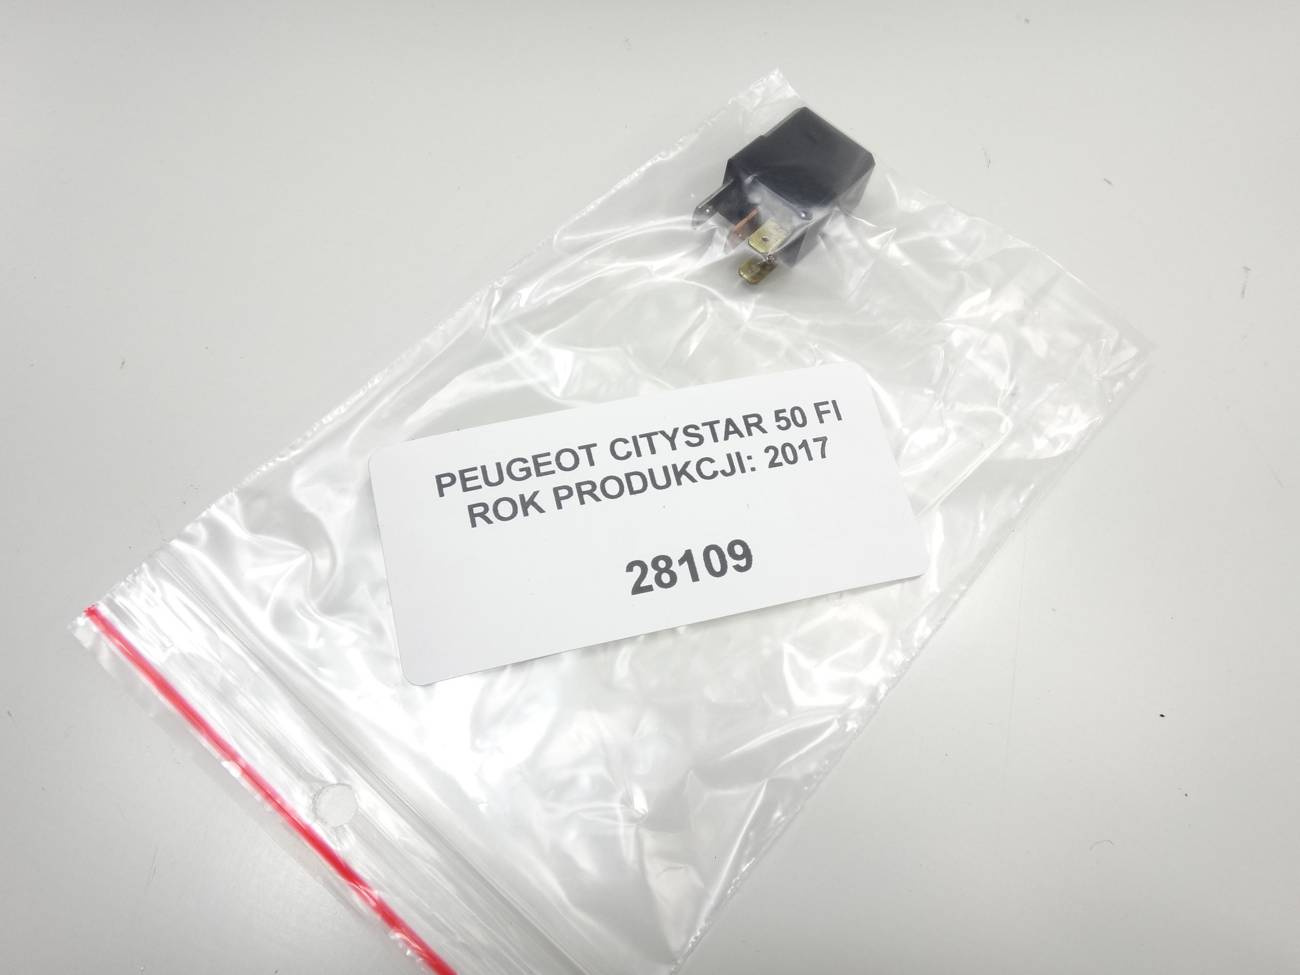 PEUGEOT CITYSTAR 50 FI
ROK PRODUKCJI: 2017
28109